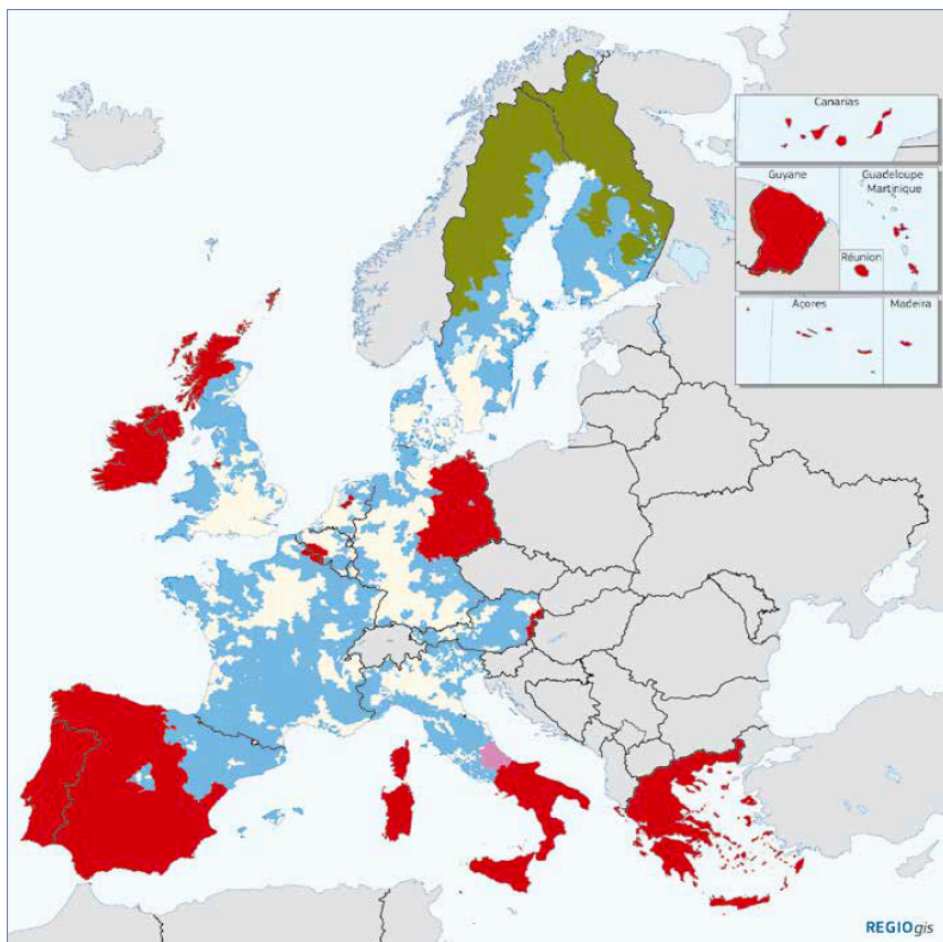 Canarias
Guyane
Guadeloupe
Martinique
Réunion
Açores
Madeira
REGIOgis